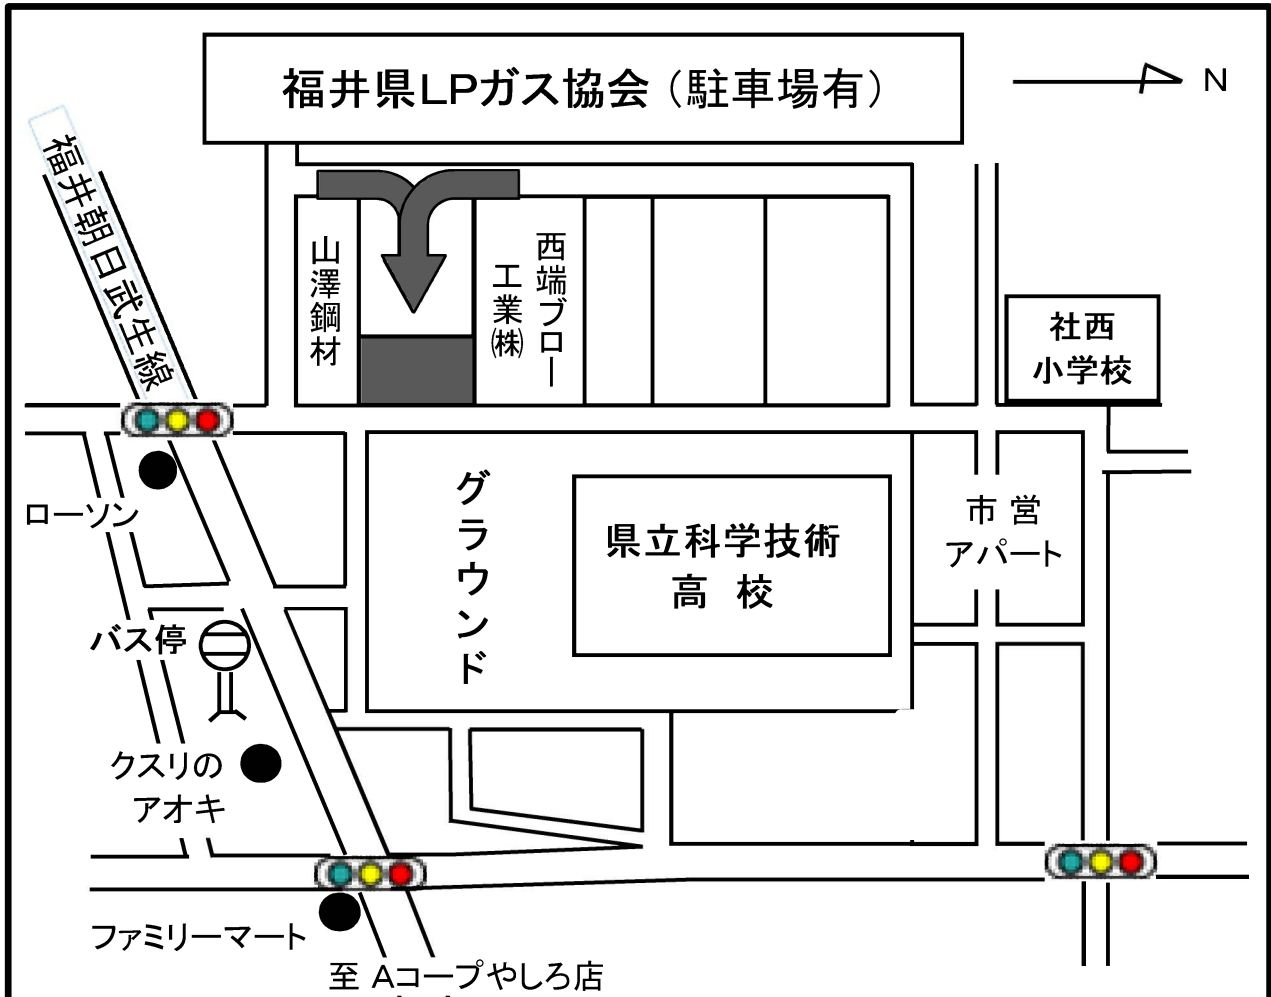 福井県LPガス協会（駐車場有）
N
福井朝日武生線
山澤鋼材
西端ブロー
工業㈱
社西
小学校
ローソン
グラウンド
県立科学技術
高校
市営
アパート
バス停
クスリの
アオキ
ファミリーマート
至 Aコープやしろ店